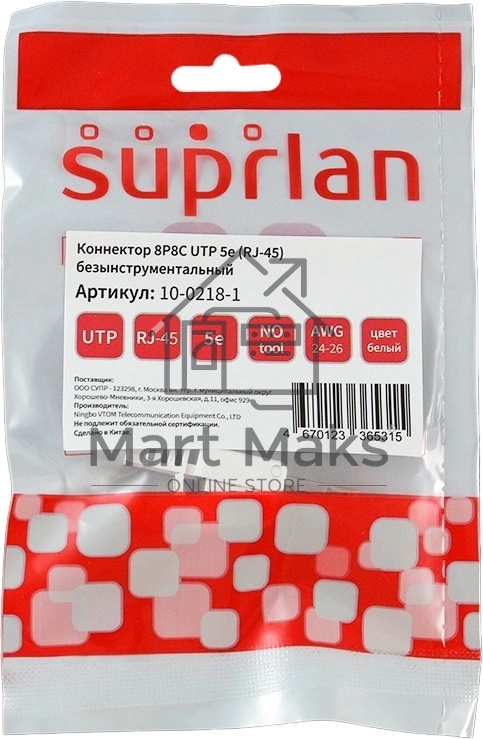 suprlan
Коннектор 8P8C UTP 5e (RJ-45)
безынструментальный
Артикул: 10-0218-1
UTP RJ-45 5e NO tool AWG 24-26 цвет белый
Поставщик:
ООО СУПР - 123298, г. Москва вн. тер. г. муниципальный округ
Хорошево-Мневники, 3-я Хорошевская, д.11, офис 929
Производитель:
Ningbo VTOM Telecommunication Equipment Co., LTD
Не подлежит обязательной сертификации.
Сделано в Китае.
4 670123 365315
Mart Maks
ONLINE STORE